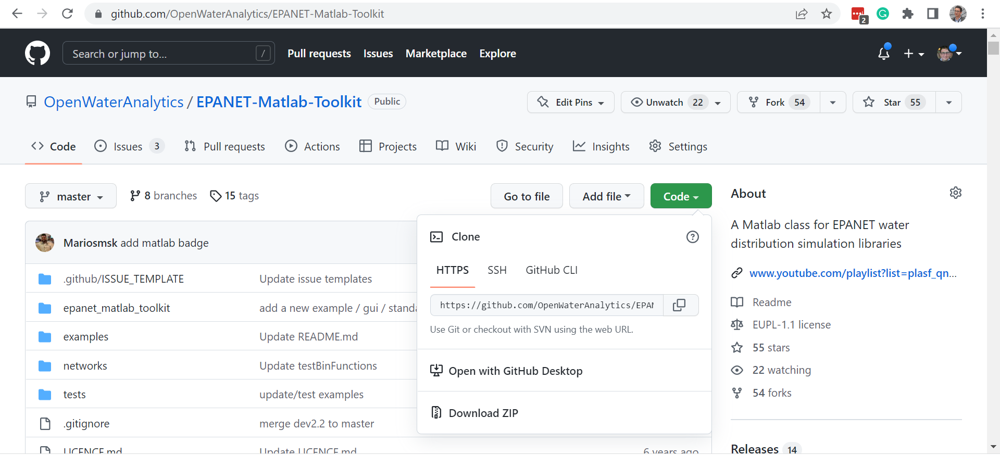 github.com/OpenWaterAnalytics/EPANET-Matlab-Toolkit
2
Search or jump to... /
Pull requests Issues Marketplace Explore
OpenWaterAnalytics / EPANET-Matlab-Toolkit Public
Edit Pins Unwatch 22 Fork 54 Star 55
Code Issues 3 Pull requests Actions Projects Wiki Security Insights Settings
master 8 branches 15 tags Go to file Add file Code
Mariosmsk add matlab badge
.github/ISSUE_TEMPLATE Update issue templates
epanet_matlab_toolkit add a new example / gui / standa
examples Update README.md
networks Update testBinFunctions
tests update/test examples
.gitignore merge dev2.2 to master
LICENCE.md Update LICENCE.md 6 years ago
Clone
HTTPS SSH GitHub CLI
https://github.com/OpenWaterAnalytics/EPAN
Use Git or checkout with SVN using the web URL.
Open with GitHub Desktop
Download ZIP
About
A Matlab class for EPANET water
distribution simulation libraries
www.youtube.com/playlist?list=plasf_qn...
Readme
EUPL-1.1 license
55 stars
22 watching
54 forks
Releases 14